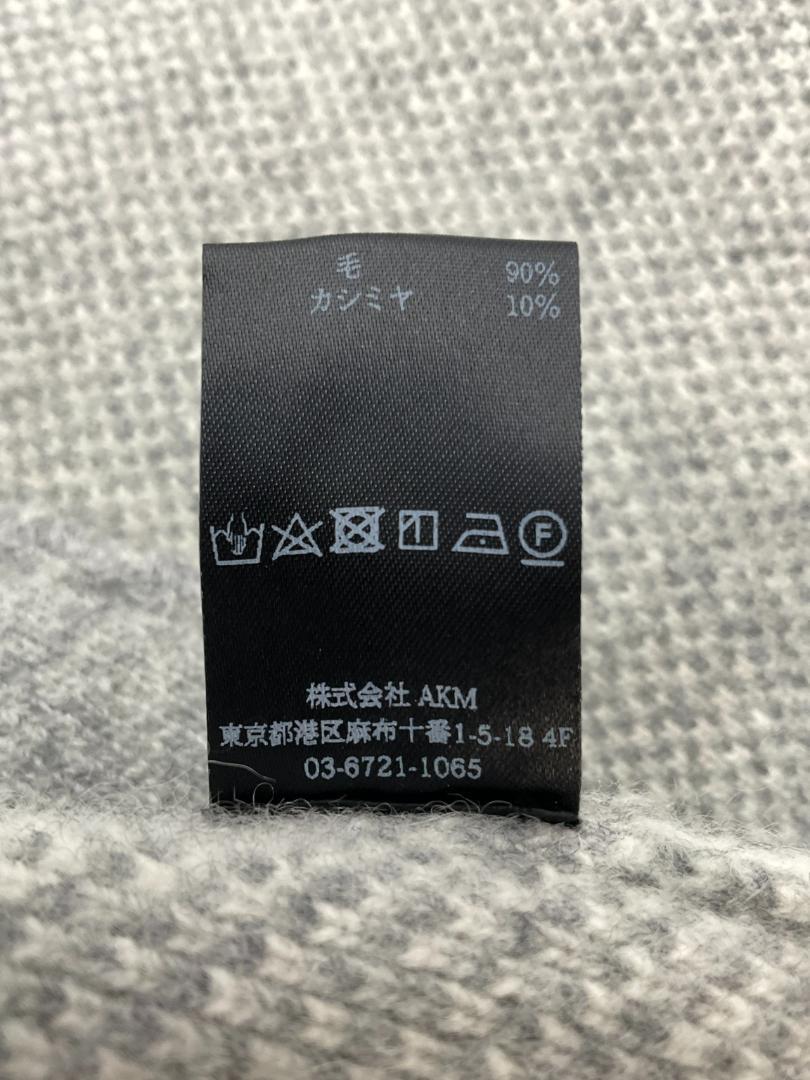 毛 90%
カシミヤ 10%
F
株式会社 AKM
東京都港区麻布十番1-5-18 4F
03-6721-1065